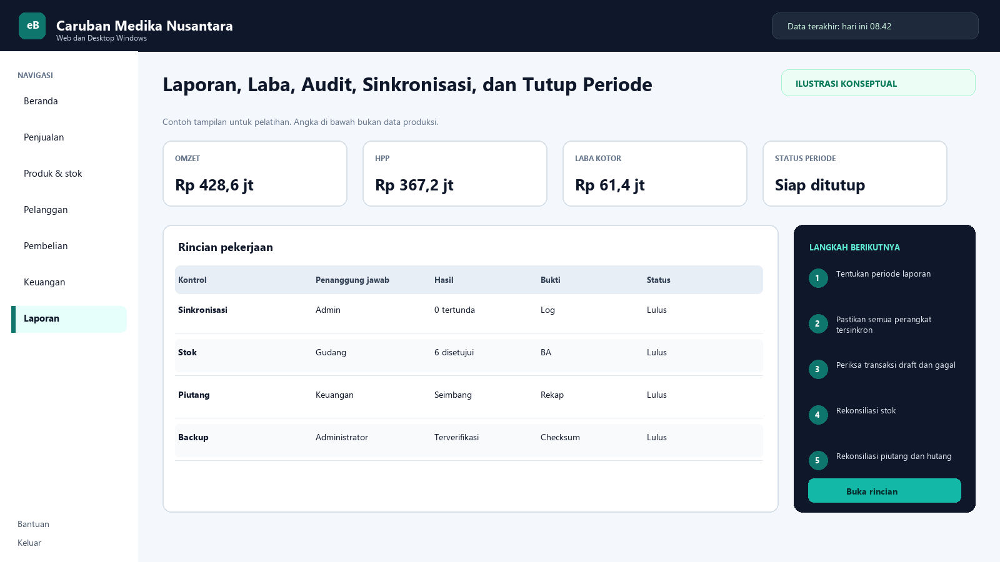 eB
Caruban Medika Nusantara
Web dan Desktop Windows
Data terakhir: hari ini 08.42
NAVIGASI
Beranda
Penjualan
Produk & stok
Pelanggan
Pembelian
Keuangan
Laporan
Bantuan
Keluar
Laporan, Laba, Audit, Sinkronisasi, dan Tutup Periode
ILUSTRASI KONSEPTUAL
Contoh tampilan untuk pelatihan. Angka di bawah bukan data produksi.
OMZET
Rp 428,6 jt
HPP
Rp 367,2 jt
LABA KOTOR
Rp 61,4 jt
STATUS PERIODE
Siap ditutup
Rincian pekerjaan
Kontrol Penanggung jawab Hasil Bukti Status
Sinkronisasi Admin 0 tertunda Log Lulus
Stok Gudang 6 disetujui BA Lulus
Piutang Keuangan Seimbang Rekap Lulus
Backup Administrator Terverifikasi Checksum Lulus
LANGKAH BERIKUTNYA
1 Tentukan periode laporan
2 Pastikan semua perangkat
tersinkron
3 Periksa transaksi draft dan gagal
4 Rekonsiliasi stok
5 Rekonsiliasi piutang dan hutang
Buka rincian